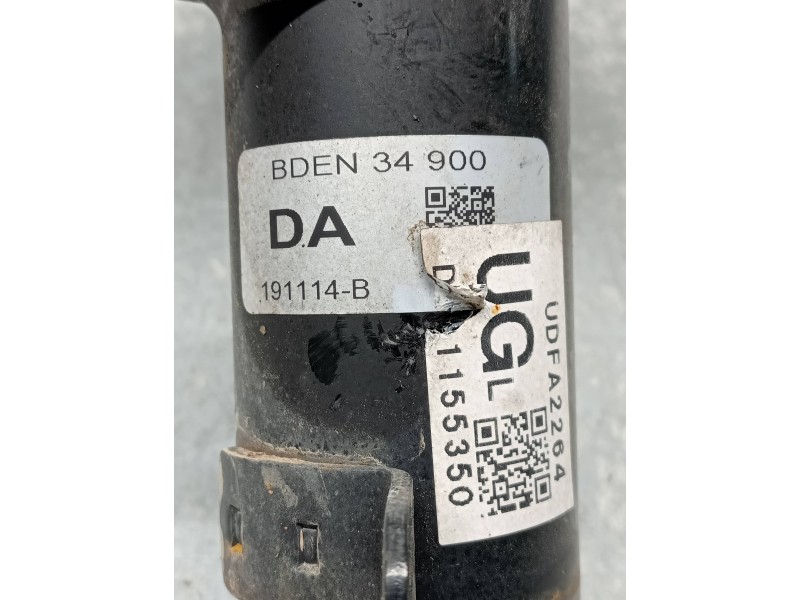 BDEN 34 900
D.A
191114-B
UGL
UDFA2264
1155350